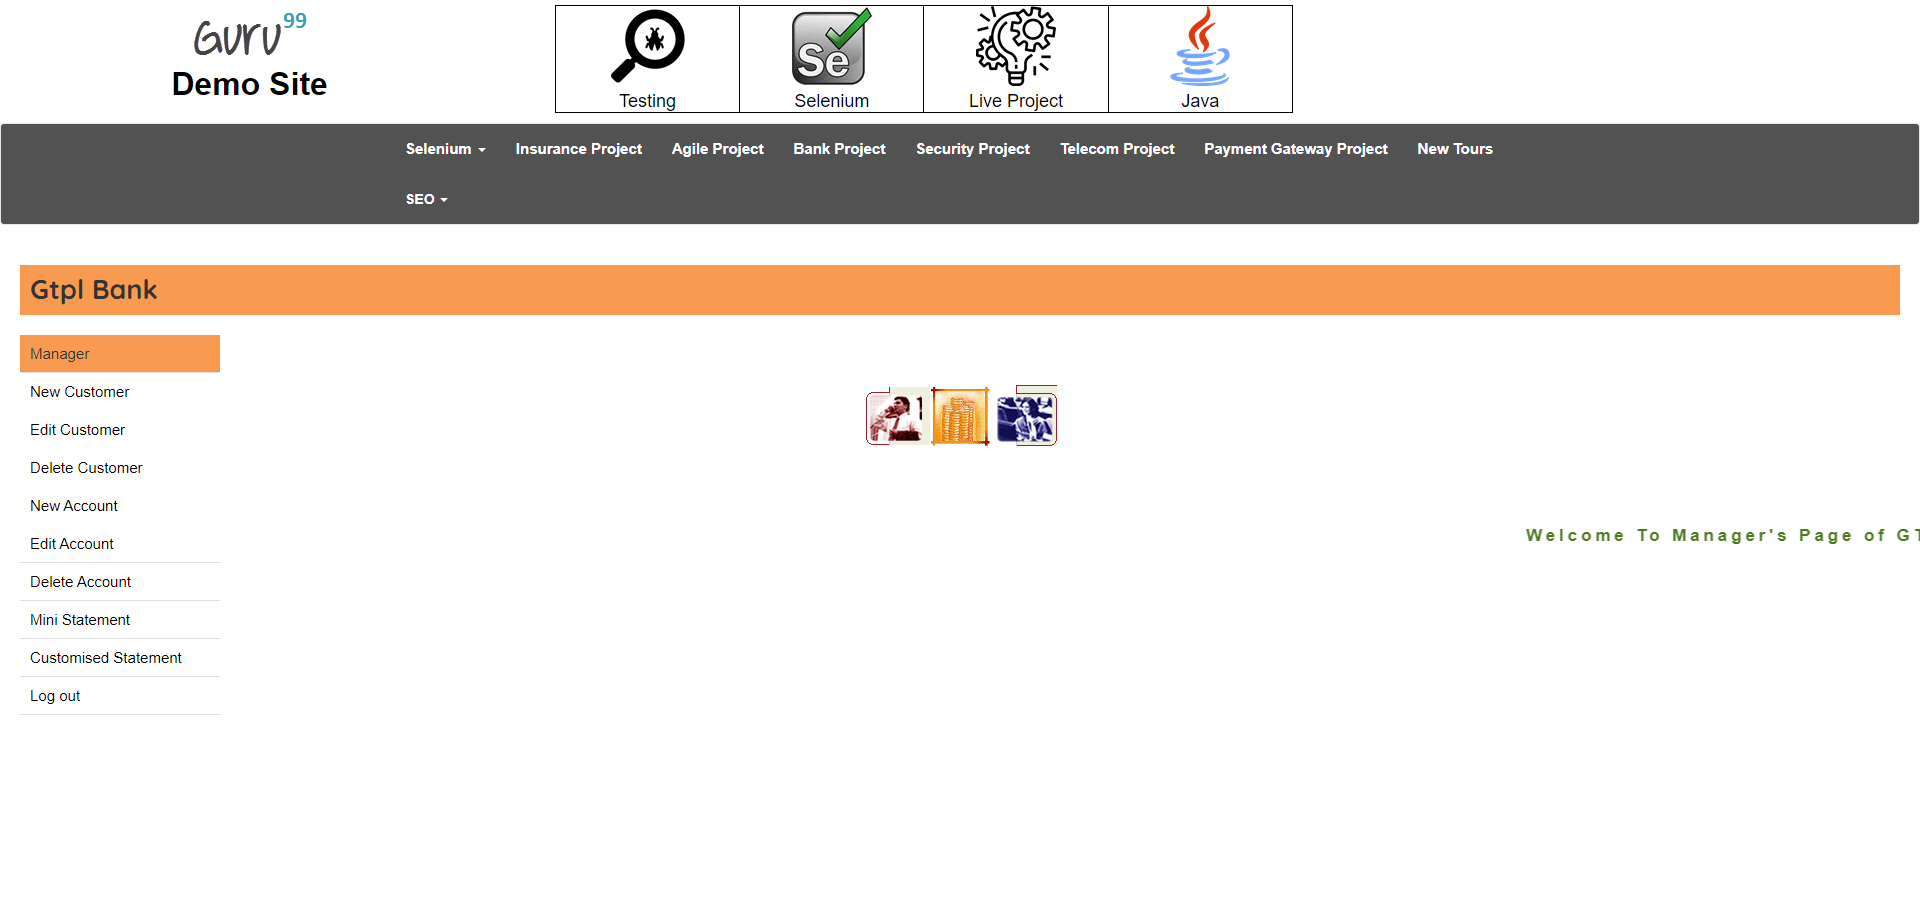 Guru99
Demo Site
Testing
Se
Selenium
Live Project
Java
Selenium
Insurance Project
Agile Project
Bank Project
Security Project
Telecom Project
Payment Gateway Project
New Tours
SEO
Gtpl Bank
Manager
New Customer
Edit Customer
Delete Customer
New Account
Edit Account
Delete Account
Mini Statement
Customised Statement
Log out
Welcome To Manager's Page of GT